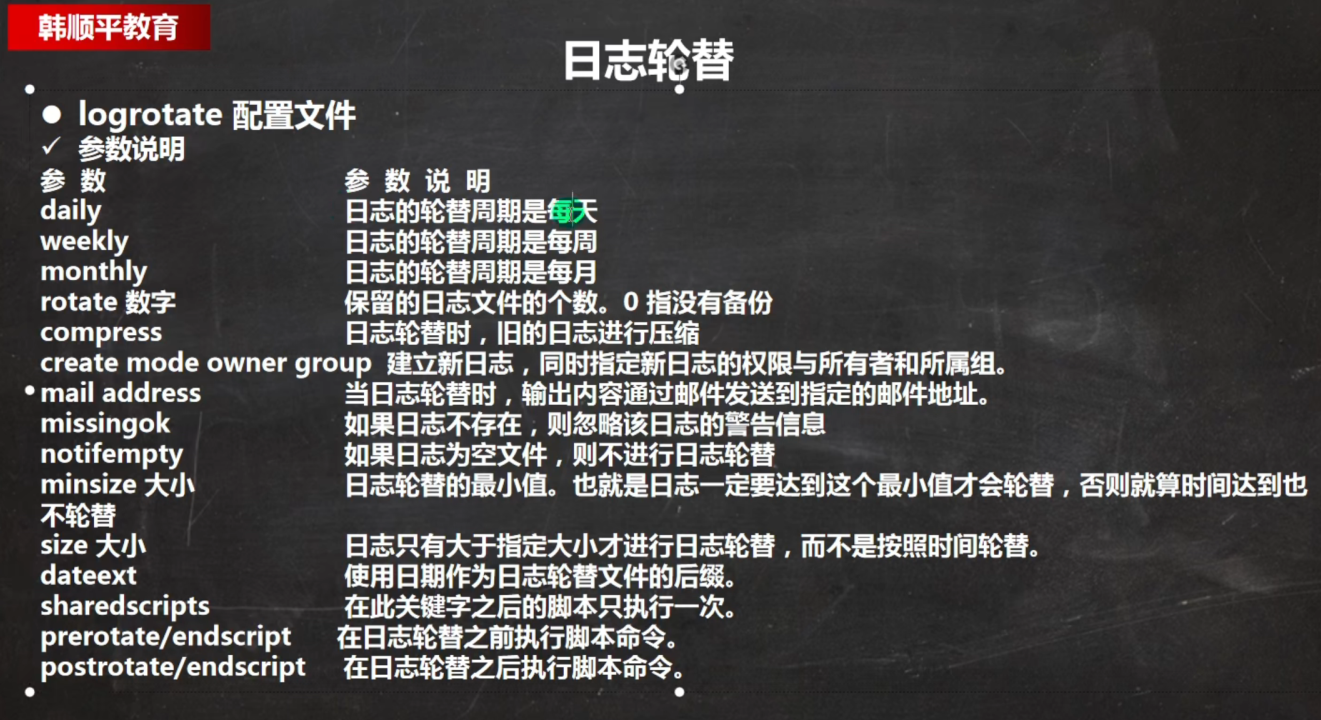 韩顺平教育
日志轮替
● logrotate 配置文件
✓ 参数说明
参 数 参 数 说 明
daily 日志的轮替周期是每天
weekly 日志的轮替周期是每周
monthly 日志的轮替周期是每月
rotate 数字 保留的日志文件的个数。0 指没有备份
compress 日志轮替时，旧的日志进行压缩
create mode owner group 建立新日志，同时指定新日志的权限与所有者和所属组。
mail address 当日志轮替时，输出内容通过邮件发送到指定的邮件地址。
missingok 如果日志不存在，则忽略该日志的警告信息
notifempty 如果日志为空文件，则不进行日志轮替
minsize 大小 日志轮替的最小值。也就是日志一定要达到这个最小值才会轮替，否则就算时间达到也
不轮替
size 大小 日志只有大于指定大小才进行日志轮替，而不是按照时间轮替。
dateext 使用日期作为日志轮替文件的后缀。
sharedscripts 在此关键字之后的脚本只执行一次。
prerotate/endscript 在日志轮替之前执行脚本命令。
postrotate/endscript 在日志轮替之后执行脚本命令。